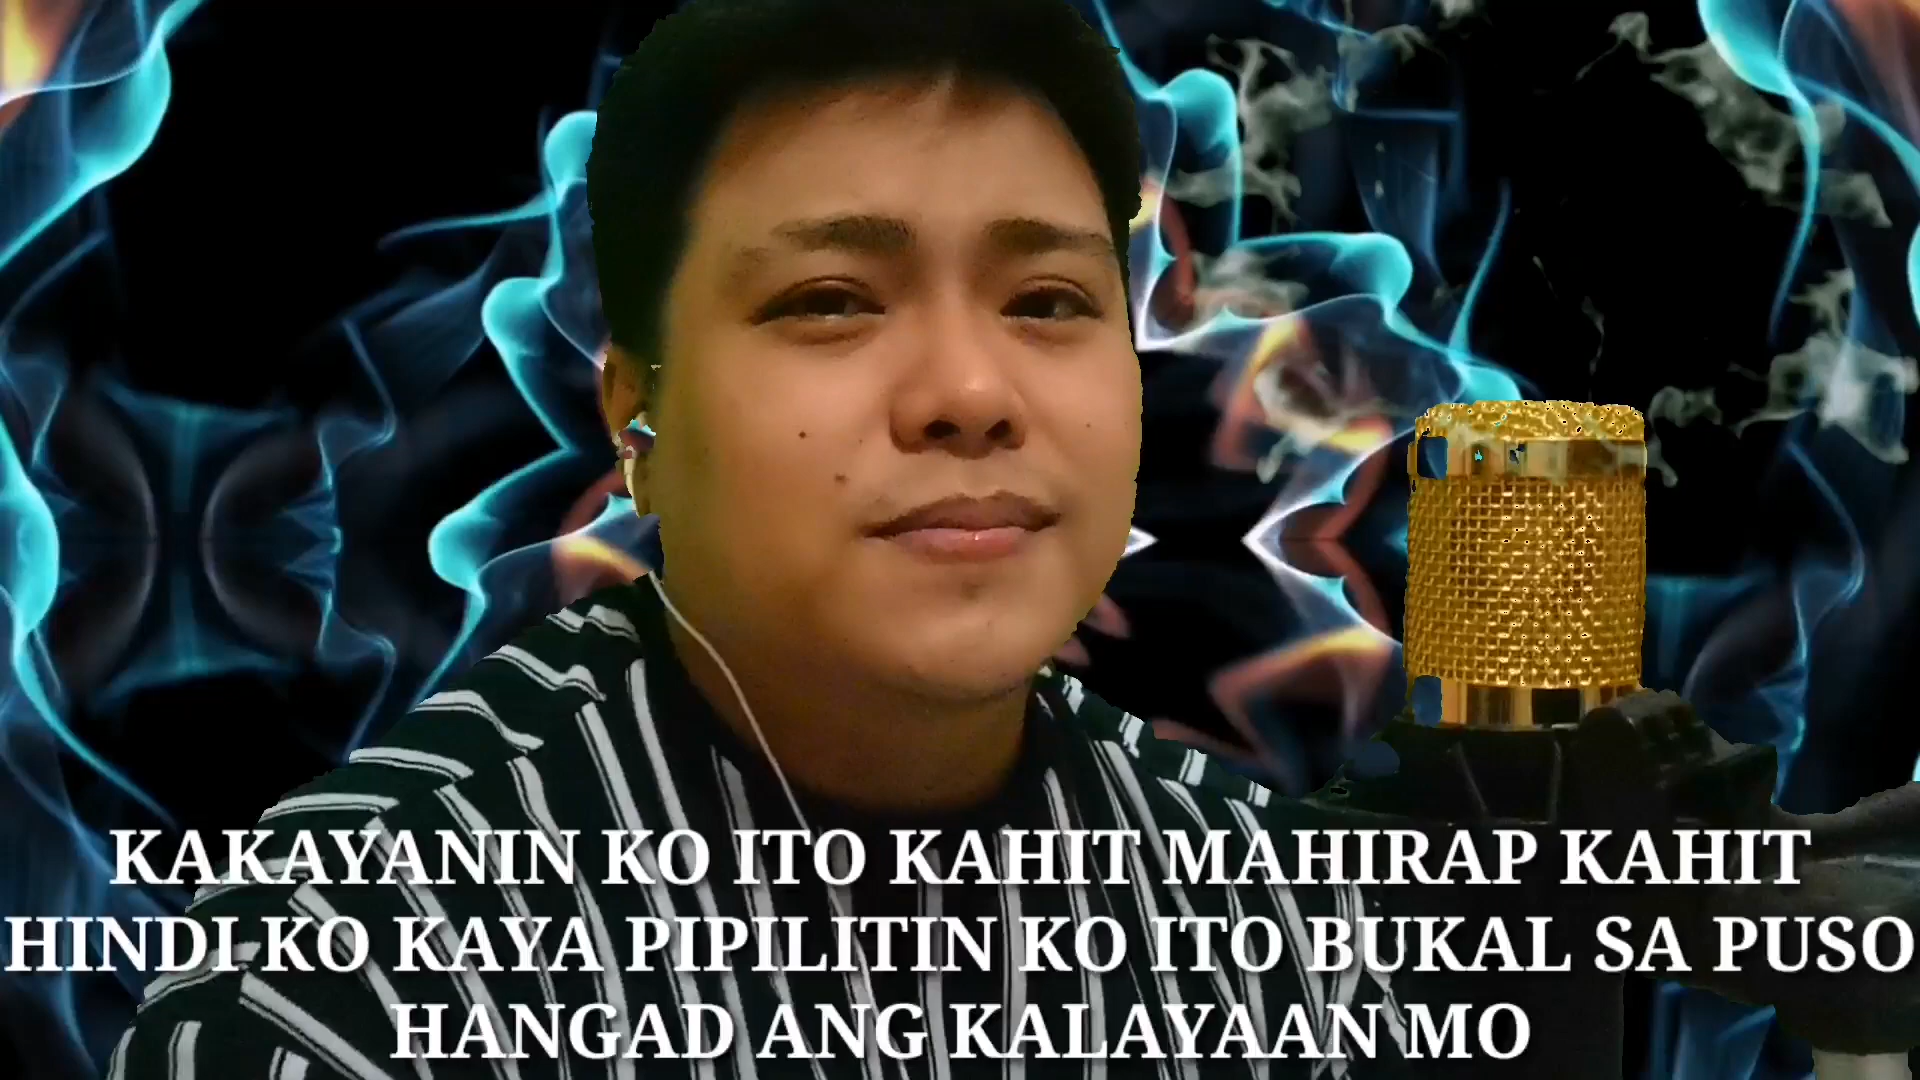 KAKAYANIN KO ITO KAHIT MAHIRAP KAHIT
HINDI KO KAYA PIPILITIN KO ITO BUKAL SA PUSO
HANGAD ANG KALAYAAN MO